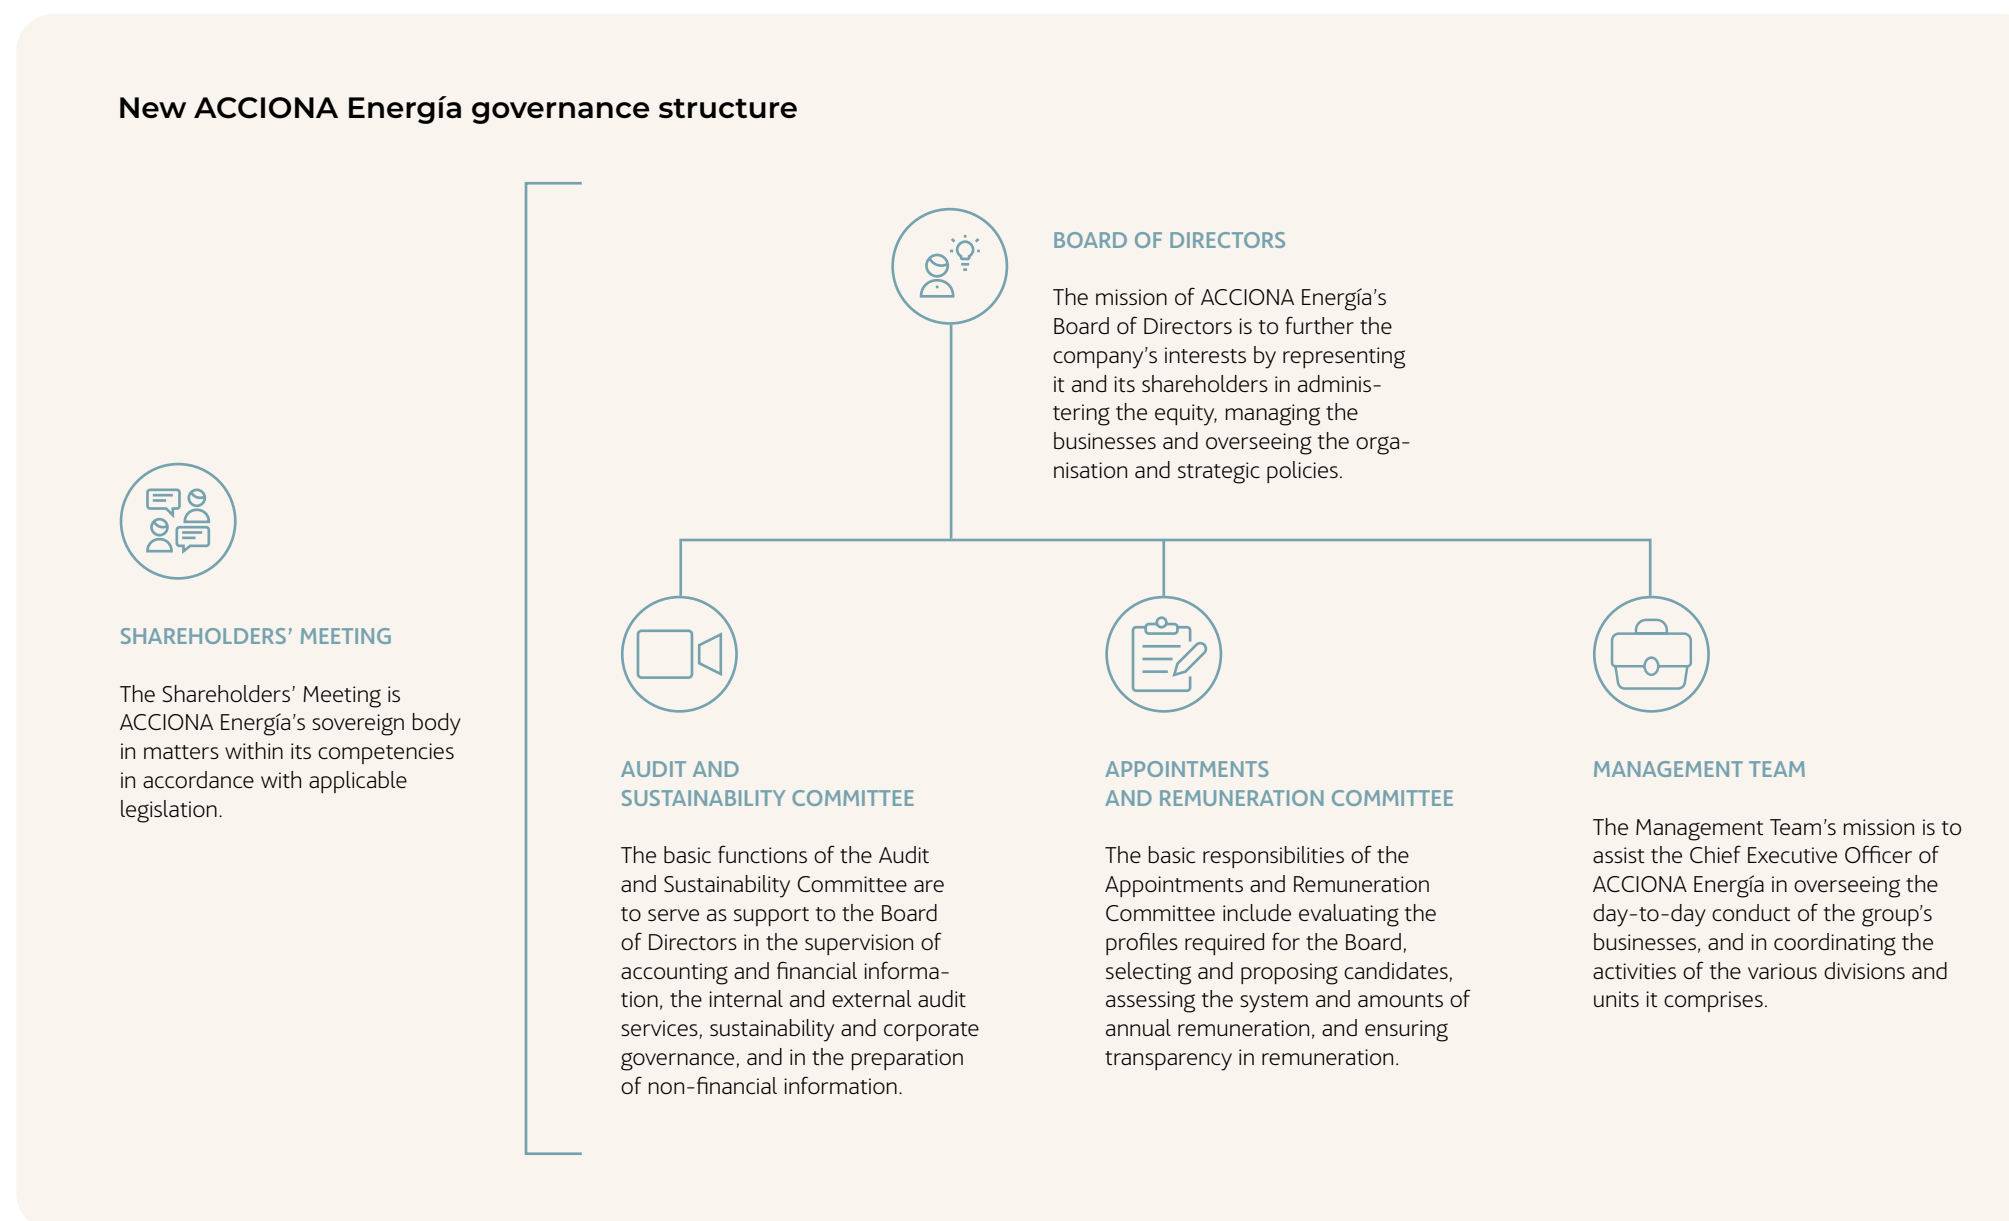 New ACCIONA Energía governance structure
SHAREHOLDERS’ MEETING
The Shareholders’ Meeting is
ACCIONA Energía’s sovereign body
in matters within its competencies
in accordance with applicable
legislation.
BOARD OF DIRECTORS
The mission of ACCIONA Energía’s
Board of Directors is to further the
company’s interests by representing
it and its shareholders in adminis-
tering the equity, managing the
businesses and overseeing the orga-
nisation and strategic policies.
AUDIT AND
SUSTAINABILITY COMMITTEE
The basic functions of the Audit
and Sustainability Committee are
to serve as support to the Board
of Directors in the supervision of
accounting and financial informa-
tion, the internal and external audit
services, sustainability and corporate
governance, and in the preparation
of non-financial information.
APPOINTMENTS
AND REMUNERATION COMMITTEE
The basic responsibilities of the
Appointments and Remuneration
Committee include evaluating the
profiles required for the Board,
selecting and proposing candidates,
assessing the system and amounts of
annual remuneration, and ensuring
transparency in remuneration.
MANAGEMENT TEAM
The Management Team’s mission is to
assist the Chief Executive Officer of
ACCIONA Energía in overseeing the
day-to-day conduct of the group’s
businesses, and in coordinating the
activities of the various divisions and
units it comprises.